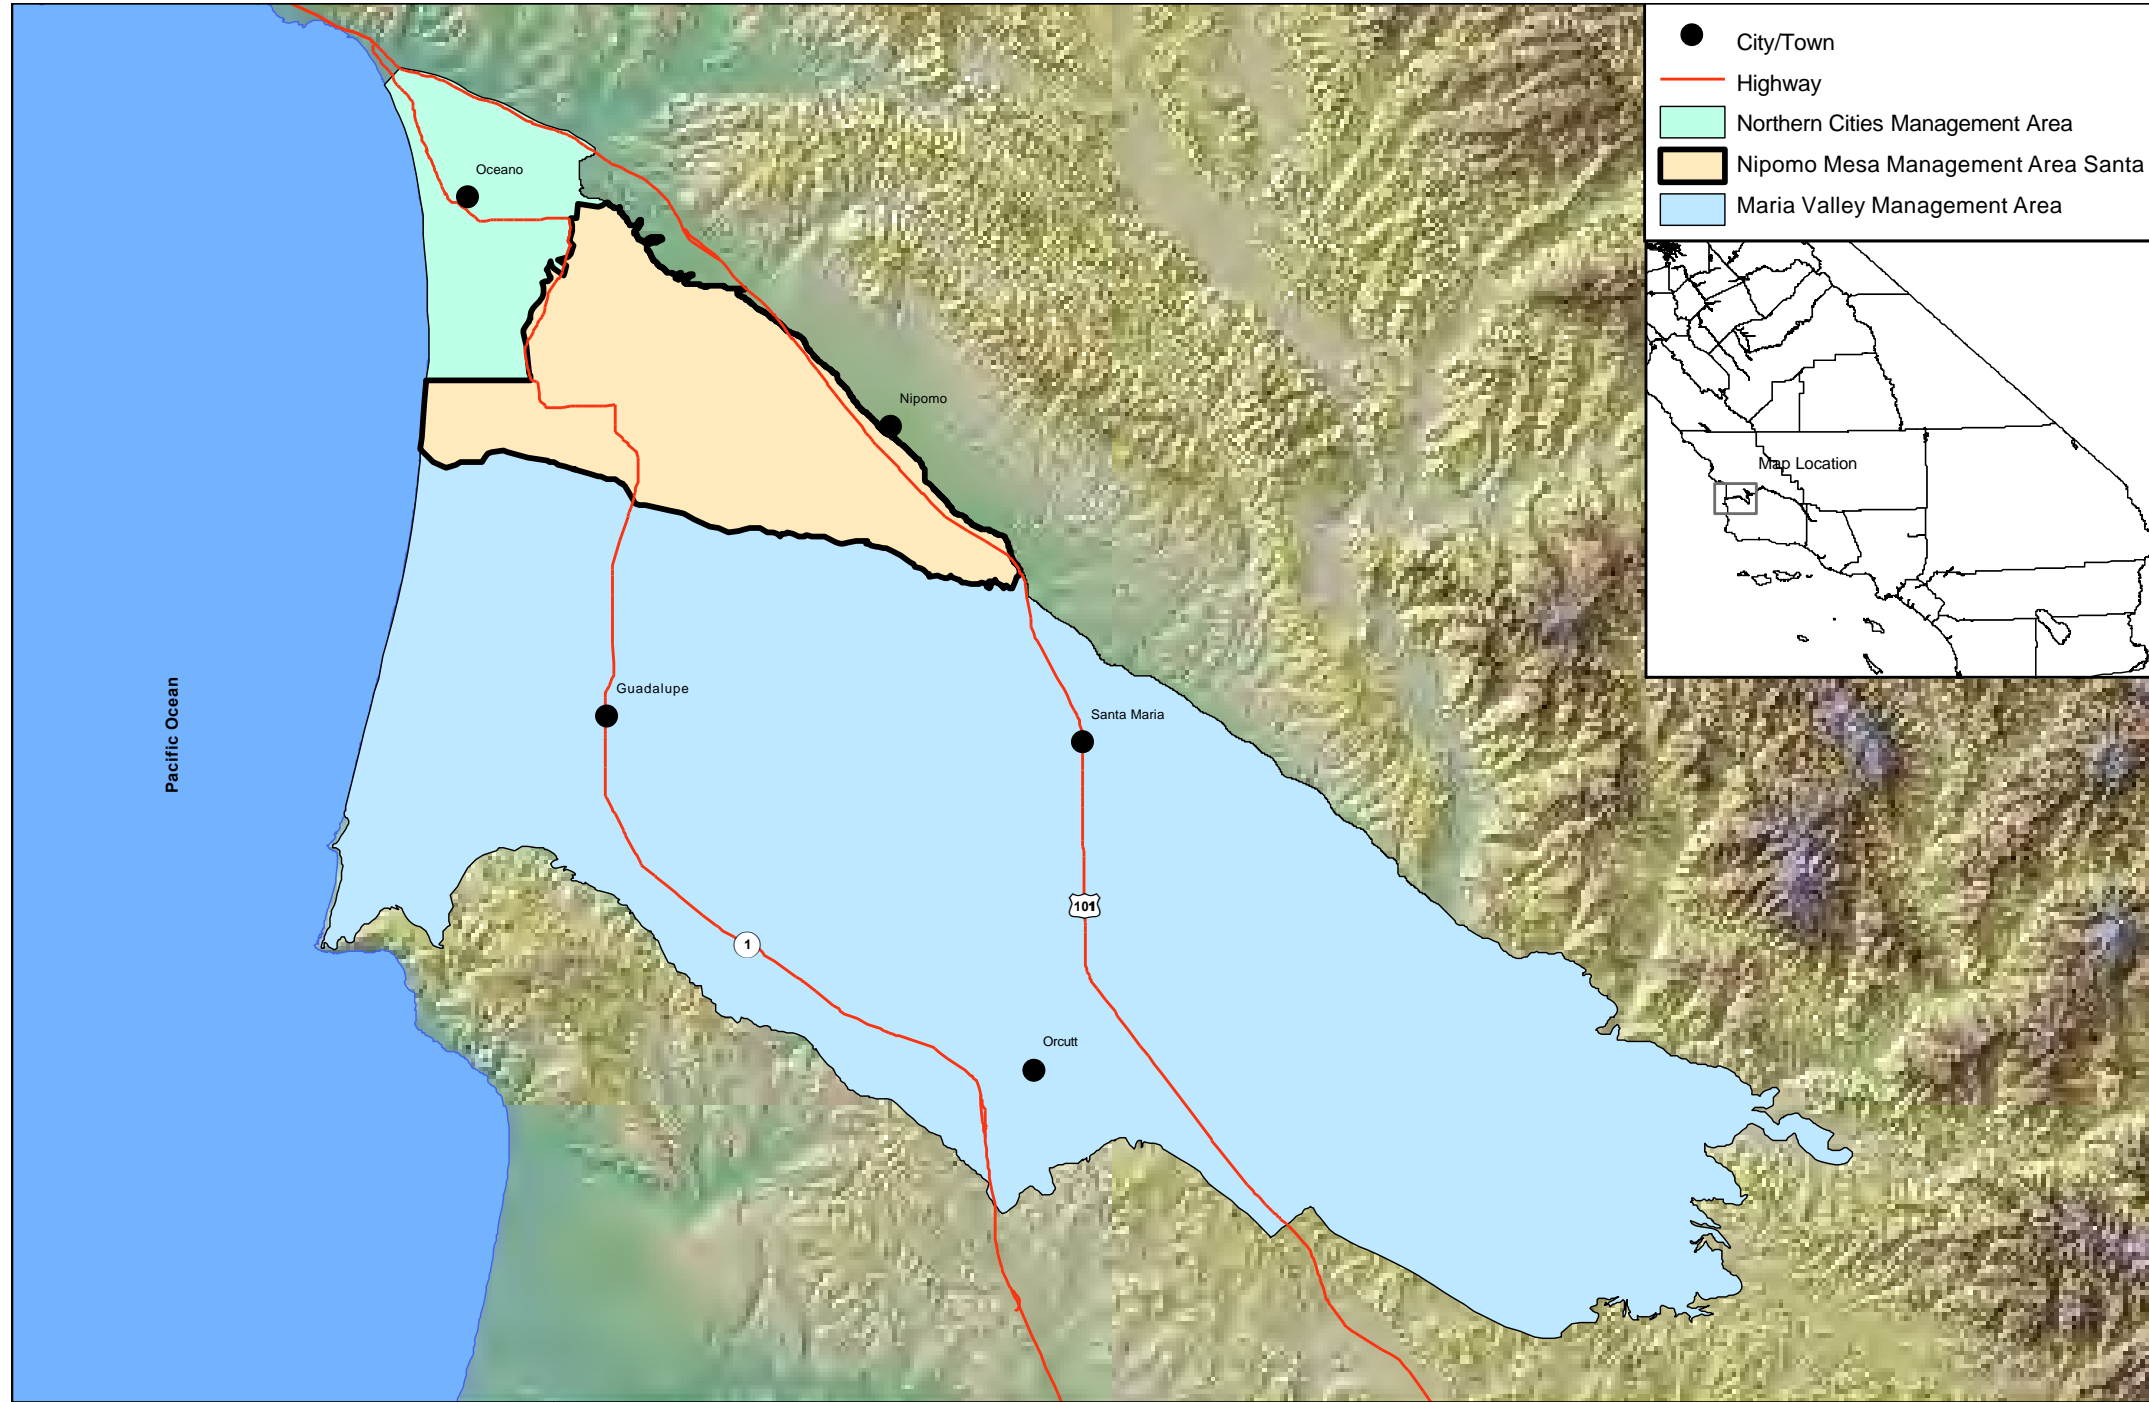 City/Town
Highway
Northern Cities Management Area
Nipomo Mesa Management Area Santa
Maria Valley Management Area
Oceano
Nipomo
Map Location
Guadalupe
Santa Maria
Pacific Ocean
101
1
Orcutt